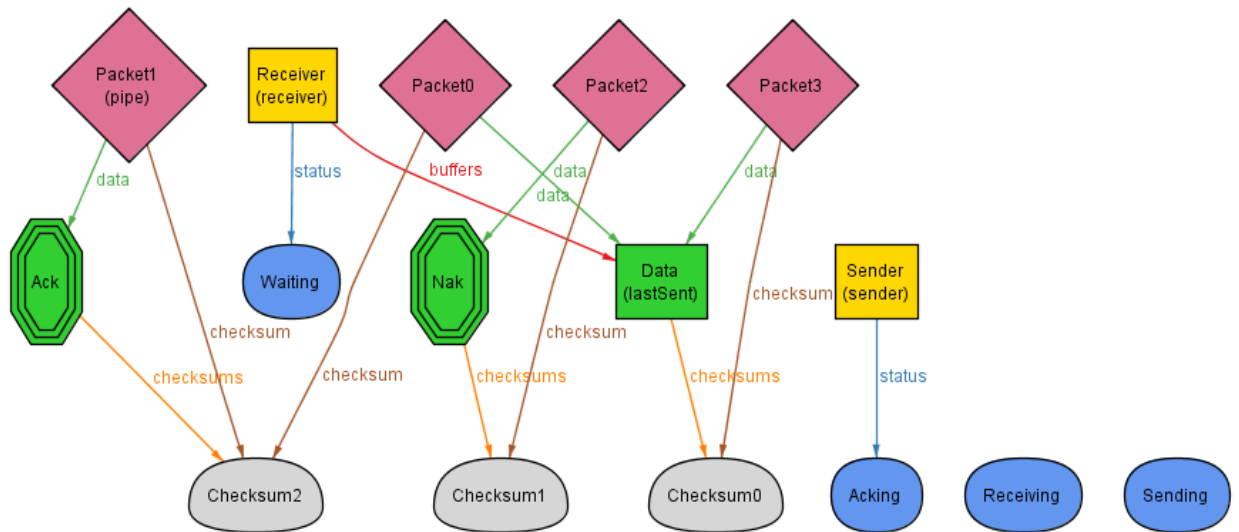 Packet1
(pipe)
Receiver
(receiver)
Packet0
Packet2
Packet3
data
status
buffers
data
data
data
Ack
Waiting
Nak
Data
(lastSent)
Sender
(sender)
checksum
checksum
checksum
checksum
checksums
checksums
checksums
status
Checksum2
Checksum1
Checksum0
Acking
Receiving
Sending